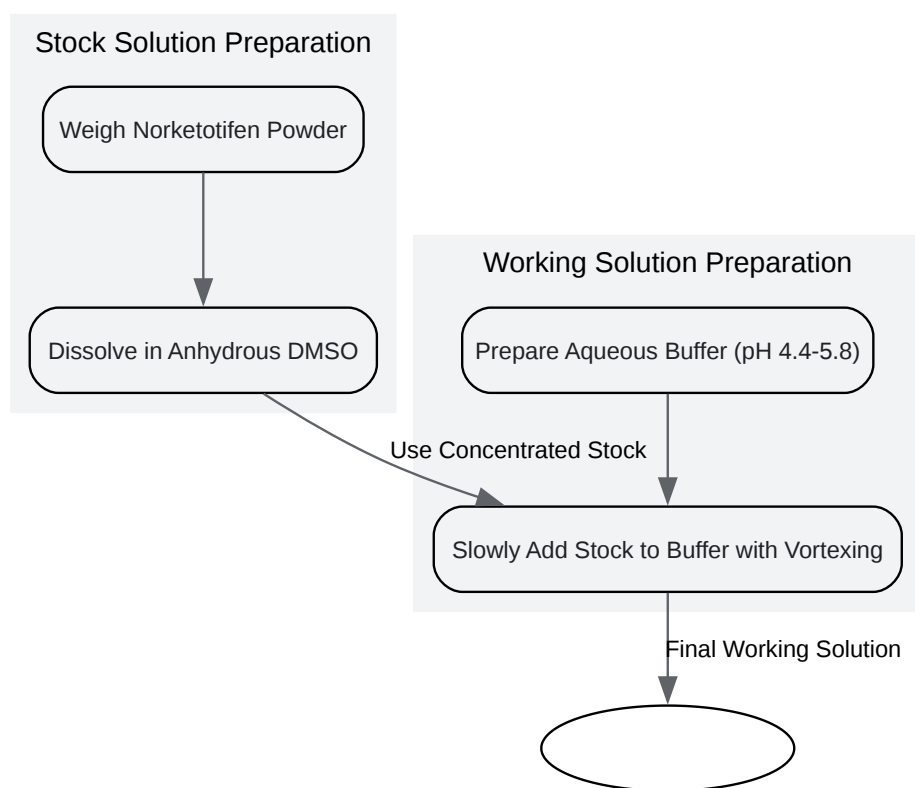 Stock Solution Preparation
Weigh Norketotifen Powder
Dissolve in Anhydrous DMSO
Working Solution Preparation
Prepare Aqueous Buffer (pH 4.4-5.8)
Use Concentrated Stock
Slowly Add Stock to Buffer with Vortexing
Final Working Solution